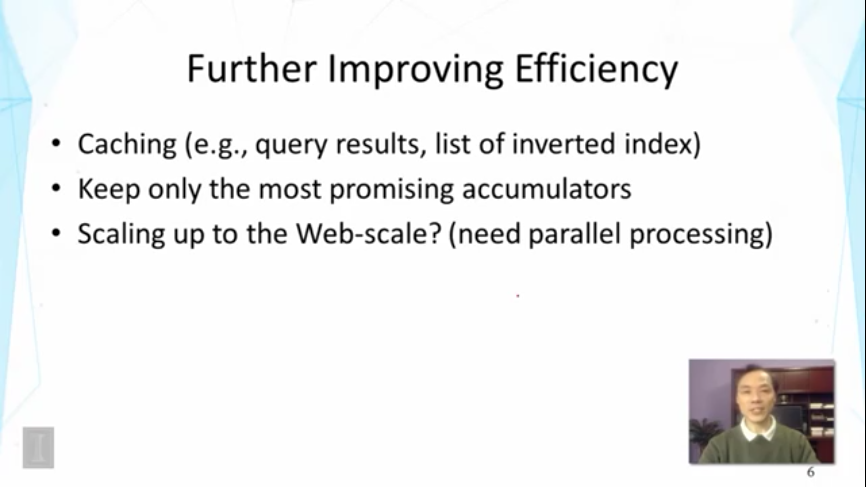 Further Improving Efficiency
• Caching (e.g., query results, list of inverted index)
• Keep only the most promising accumulators
• Scaling up to the Web-scale? (need parallel processing)
I
6